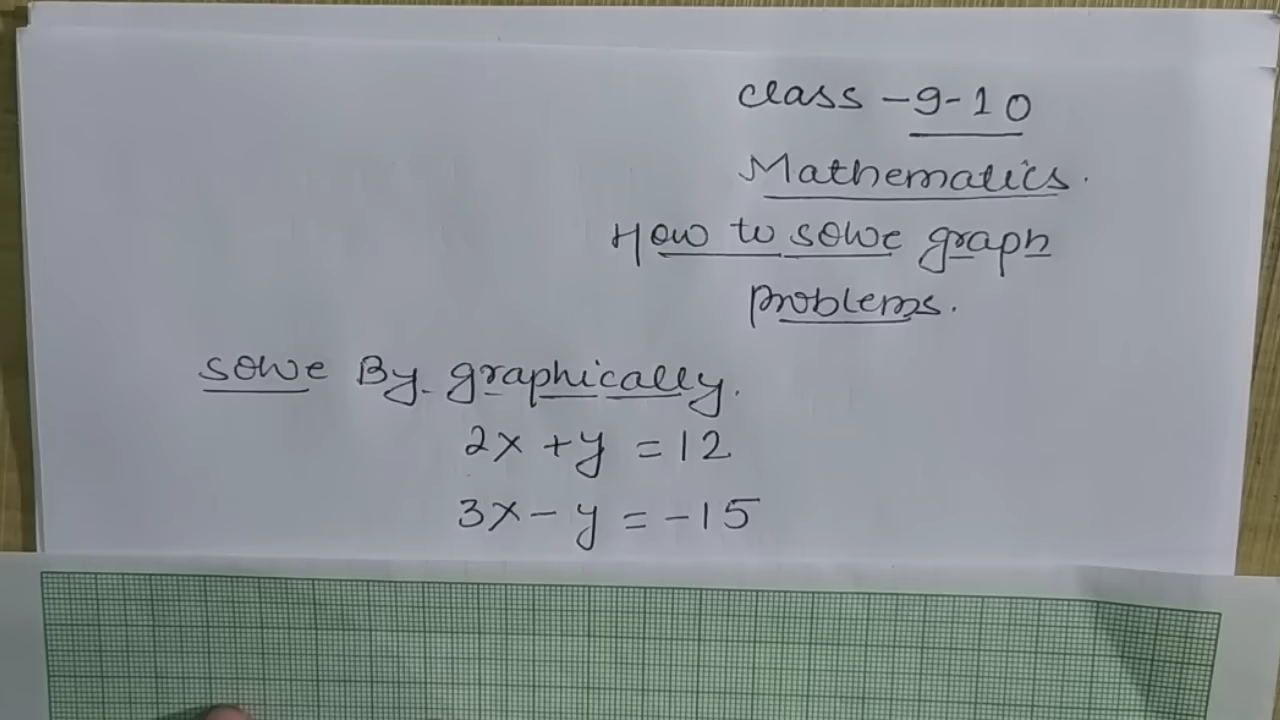 class - 9-10
Mathematics.
How to solve graph
problems.
solve By graphically.
2x + y = 12
3x - y = -15